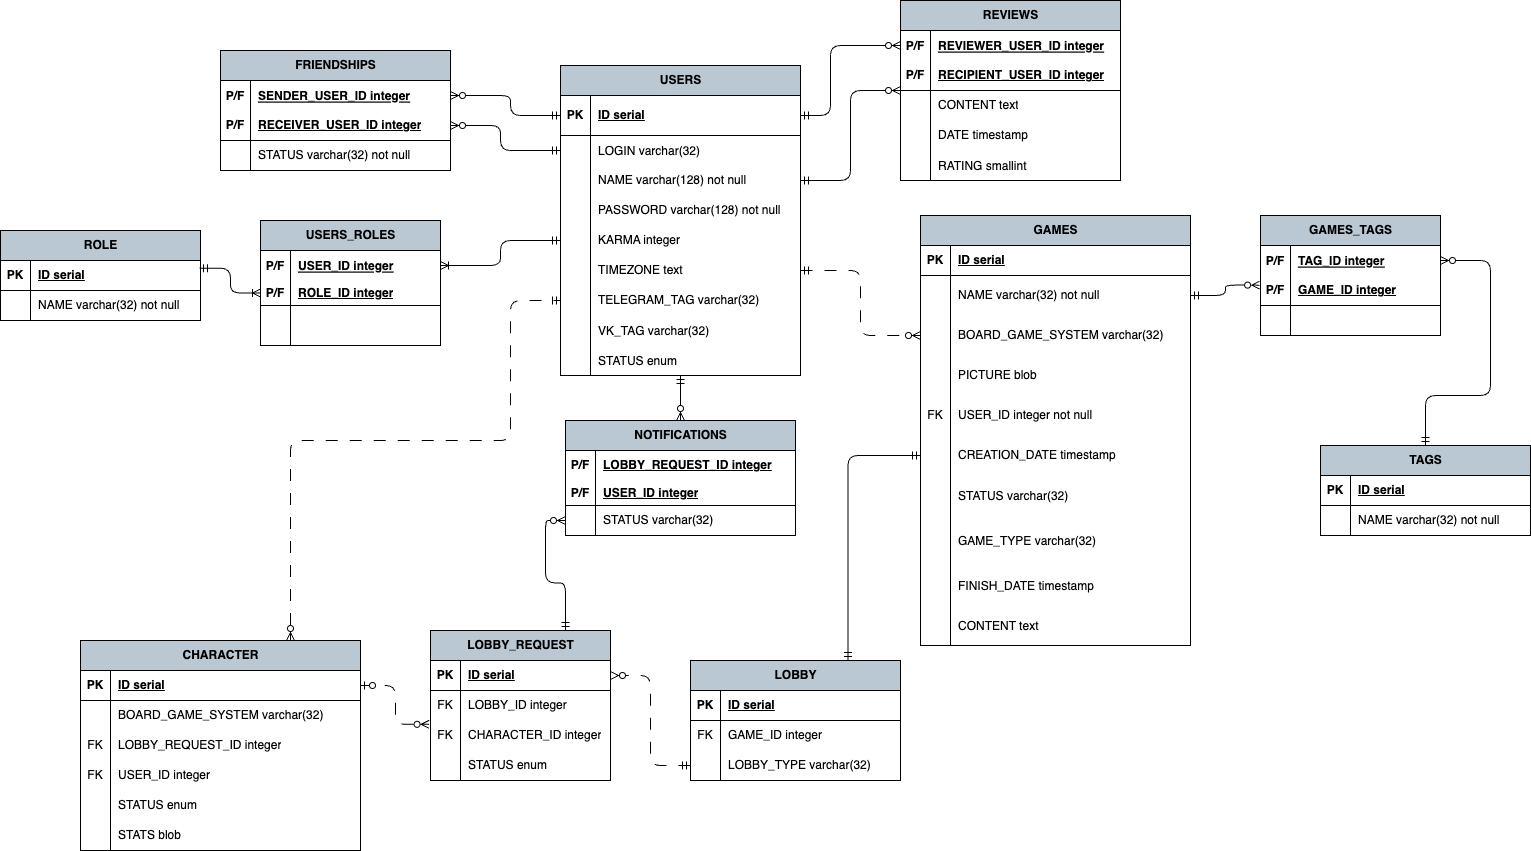 REVIEWS
P/F REVIEWER_USER_ID integer
P/F RECIPIENT_USER_ID integer
CONTENT text
DATE timestamp
RATING smallint
FRIENDSHIPS
P/F SENDER_USER_ID integer
P/F RECEIVER_USER_ID integer
STATUS varchar(32) not null
USERS
PK ID serial
LOGIN varchar(32)
NAME varchar(128) not null
PASSWORD varchar(128) not null
KARMA integer
TIMEZONE text
TELEGRAM_TAG varchar(32)
VK_TAG varchar(32)
STATUS enum
ROLE
PK ID serial
NAME varchar(32) not null
USERS_ROLES
P/F USER_ID integer
P/F ROLE_ID integer
GAMES
PK ID serial
NAME varchar(32) not null
BOARD_GAME_SYSTEM varchar(32)
PICTURE blob
FK USER_ID integer not null
CREATION_DATE timestamp
STATUS varchar(32)
GAME_TYPE varchar(32)
FINISH_DATE timestamp
CONTENT text
GAMES_TAGS
P/F TAG_ID integer
P/F GAME_ID integer
NOTIFICATIONS
P/F LOBBY_REQUEST_ID integer
P/F USER_ID integer
STATUS varchar(32)
TAGS
PK ID serial
NAME varchar(32) not null
CHARACTER
PK ID serial
BOARD_GAME_SYSTEM varchar(32)
FK LOBBY_REQUEST_ID integer
FK USER_ID integer
STATUS enum
STATS blob
LOBBY_REQUEST
PK ID serial
FK LOBBY_ID integer
FK CHARACTER_ID integer
STATUS enum
LOBBY
PK ID serial
FK GAME_ID integer
LOBBY_TYPE varchar(32)